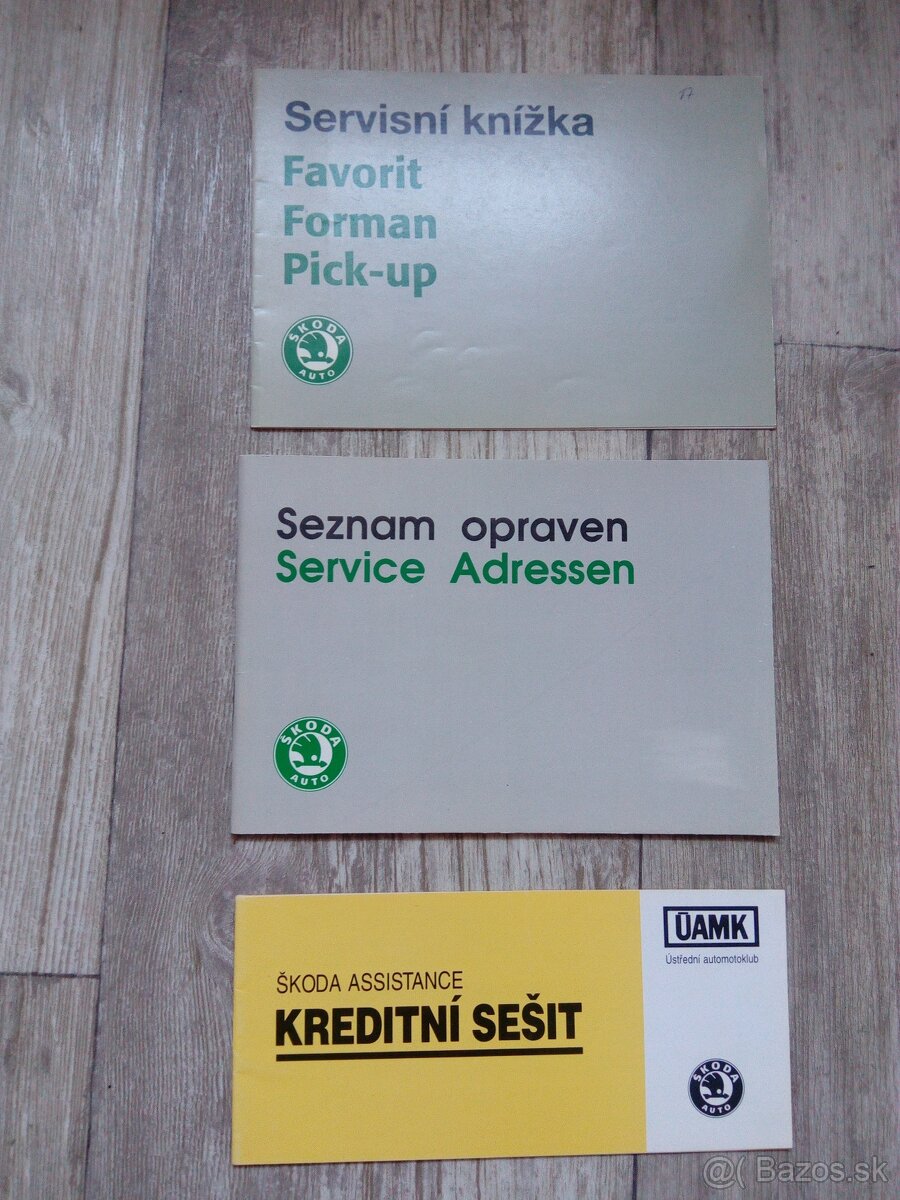 17
Servisní knížka
Favorit
Forman
Pick-up
ŠKODA
AUTO
Seznam opraven
Service Adressen
ŠKODA
AUTO
ÚAMK
Ústřední automotoklub
ŠKODA ASSISTANCE
KREDITNÍ SEŠIT
ŠKODA
AUTO
@( Bazos.sk